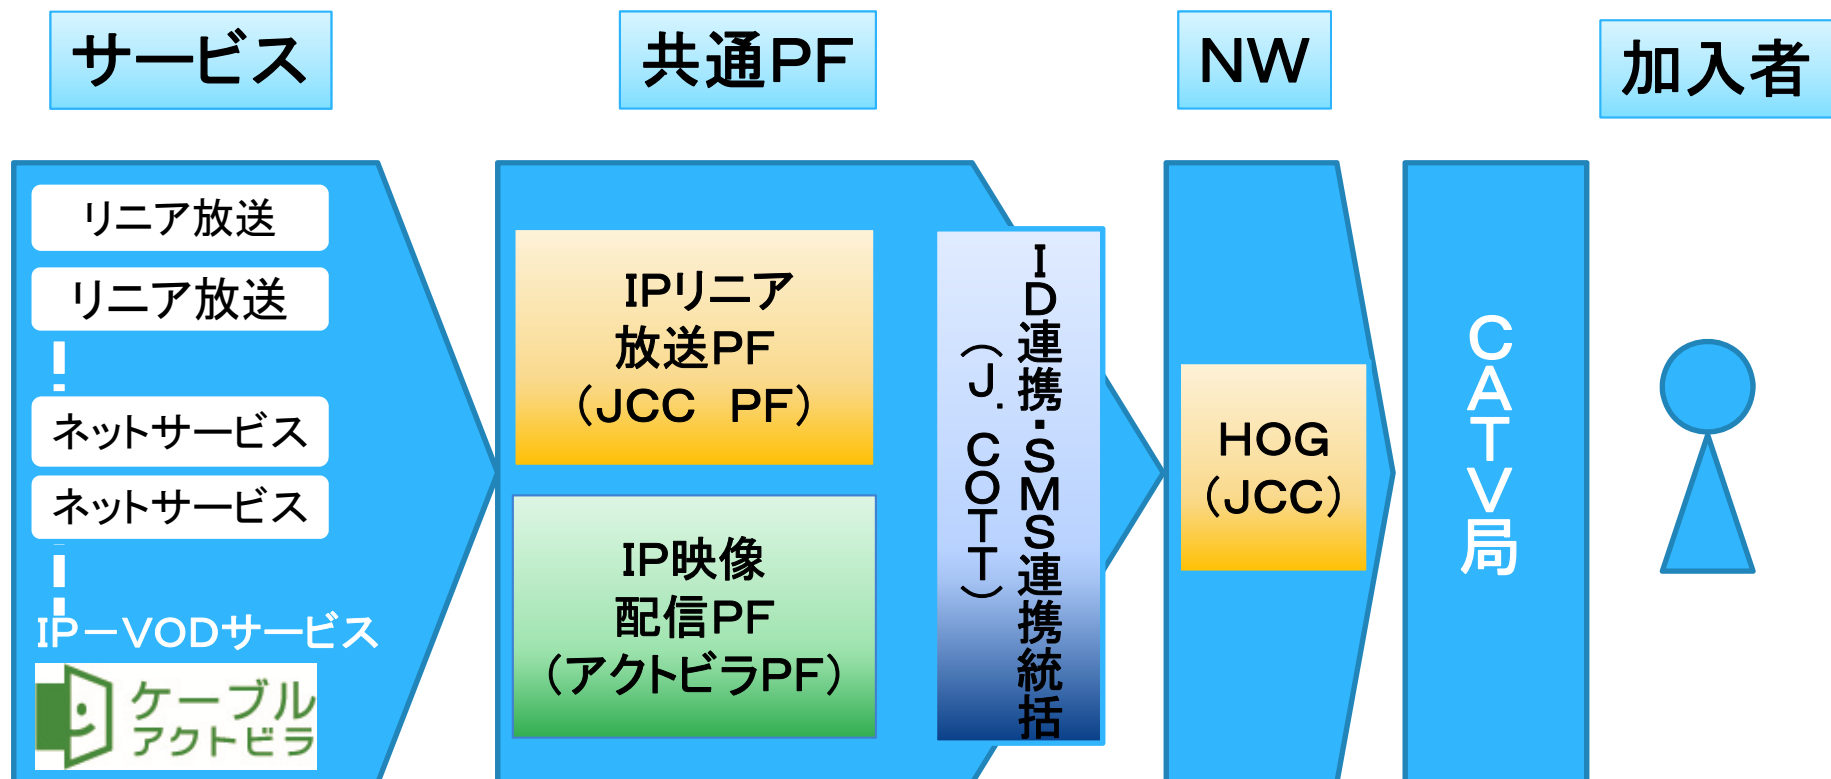 サービス
共通PF
NW
加入者
リニア放送
リニア放送
ネットサービス
ネットサービス
IP－VODサービス
ケーブル
アクトビラ
IPリニア
放送PF
（JCC　PF）
IP映像
配信PF
（アクトビラPF）
ID連携・SMS連携統括
（J．COTT）
HOG
（JCC）
CATV局